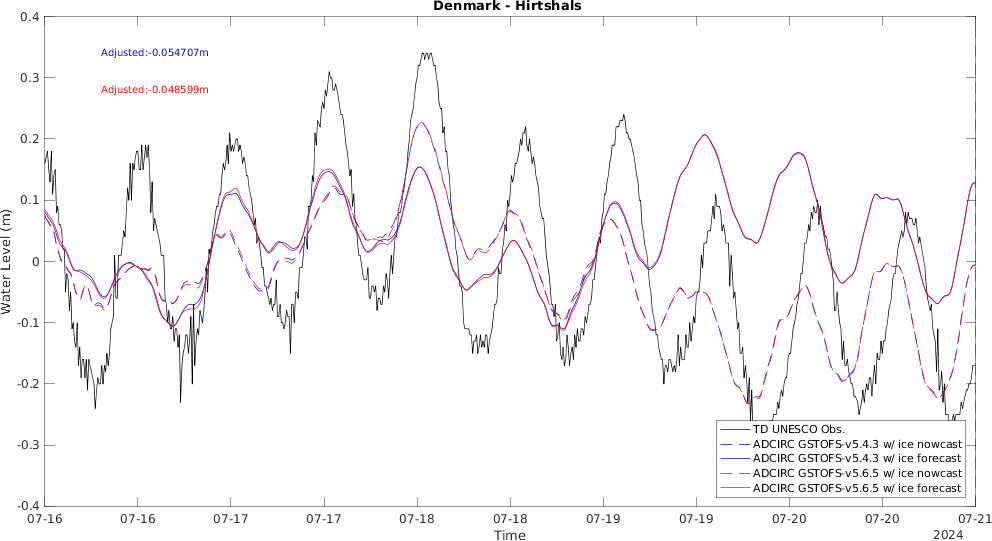 Denmark - Hirtshals
0.4
Adjusted:-0.054707m
0.3
Adjusted:-0.048599m
0.2
0.1
0
-0.1
-0.2
-0.3
-0.4
Water Level (m)
TD UNESCO Obs.
ADCIRC GSTOFS-v5.4.3 w/ ice nowcast
ADCIRC GSTOFS-v5.4.3 w/ ice forecast
ADCIRC GSTOFS-v5.6.5 w/ ice nowcast
ADCIRC GSTOFS-v5.6.5 w/ ice forecast
07-16 07-16 07-17 07-17 07-18 07-18 07-19 07-19 07-20 07-20 07-21
Time
2024